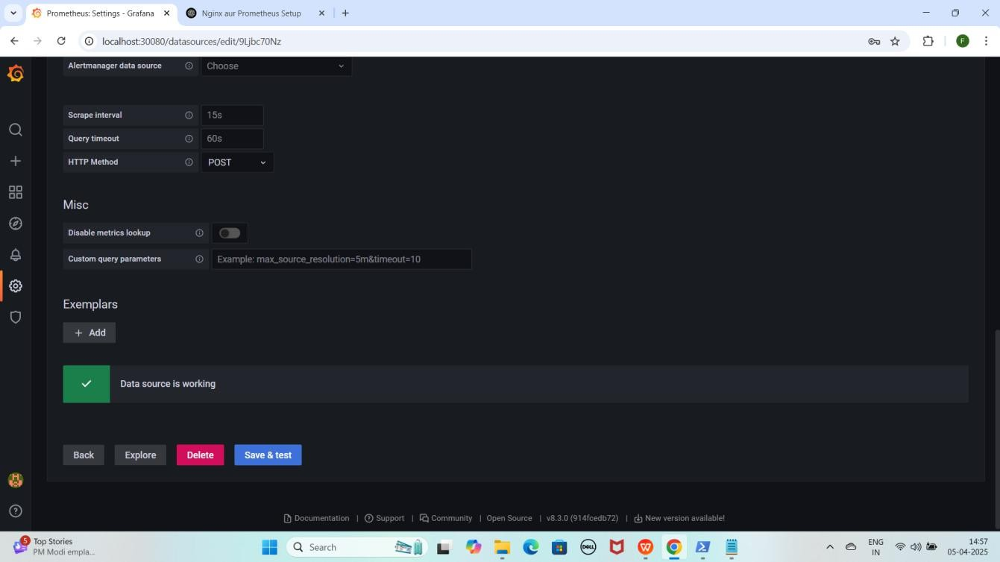 Prometheus: Settings - Grafana
Nginx aur Prometheus Setup
localhost:30080/datasources/edit/9Ljbc70Nz
F
Alertmanager data source Choose
Scrape interval 15s
Query timeout 60s
HTTP Method POST
Misc
Disable metrics lookup
Custom query parameters Example: max_source_resolution=5m&timeout=10
Exemplars
+ Add
Data source is working
Back Explore Delete Save & test
Documentation | Support | Community | Open Source | v8.3.0 (914fcedb72) | New version available!
5 Top Stories
PM Modi empla...
Search
DELL
W
ENG
IN
14:57
05-04-2025